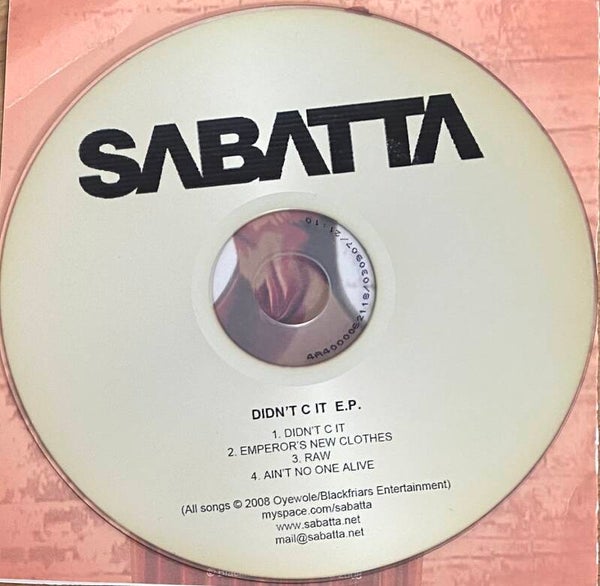 SABATTA
DIDN'T C IT E.P.
1. DIDN'T C IT
2. EMPEROR'S NEW CLOTHES
3. RAW
4. AIN'T NO ONE ALIVE
(All songs © 2008 Oyewole/Blackfriars Entertainment)
myspace.com/sabatta
www.sabatta.net
mail@sabatta.net